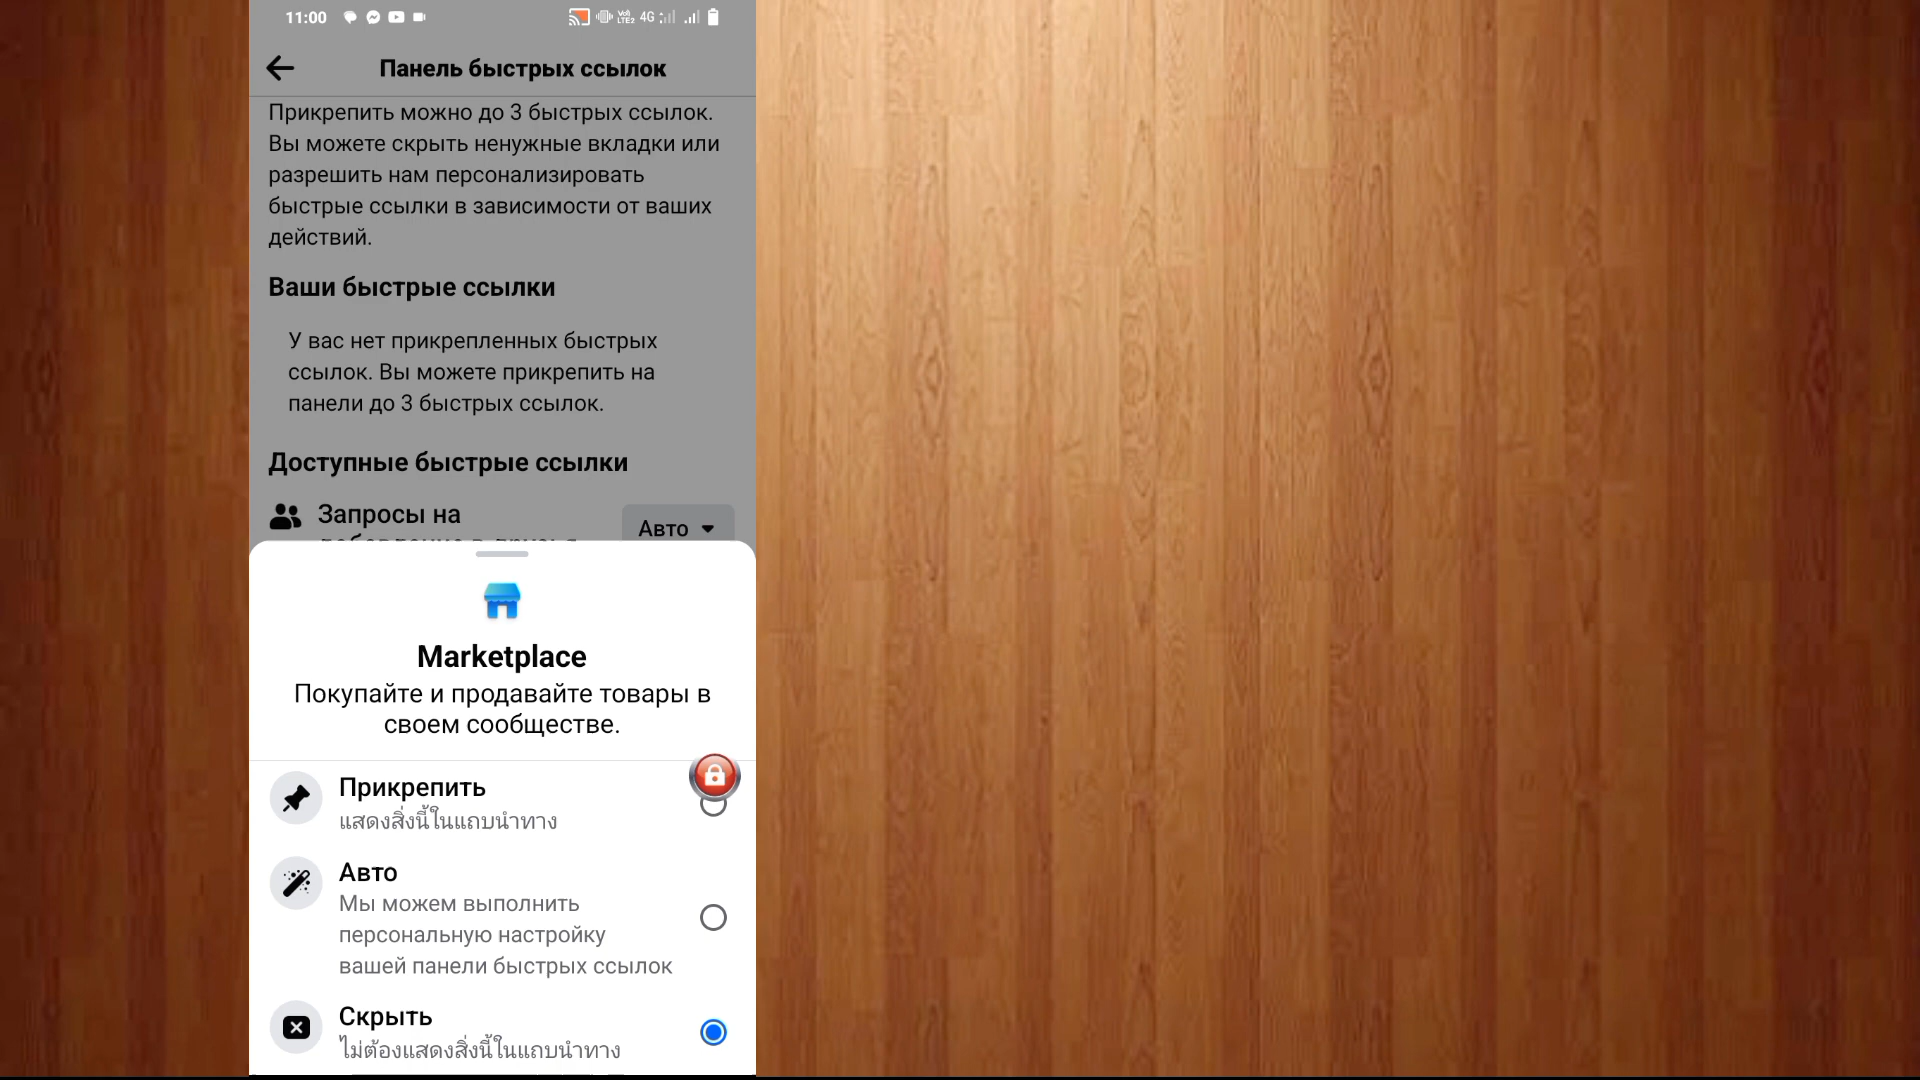 11:00
Vo)) LTE2 4G
Панель быстрых ссылок
Прикрепить можно до 3 быстрых ссылок.
Вы можете скрыть ненужные вкладки или
разрешить нам персонализировать
быстрые ссылки в зависимости от ваших
действий.
Ваши быстрые ссылки
У вас нет прикрепленных быстрых
ссылок. Вы можете прикрепить на
панели до 3 быстрых ссылок.
Доступные быстрые ссылки
Запросы на
Авто
Marketplace
Покупайте и продавайте товары в
своем сообществе.
Прикрепить
แสดงสิ่งนี้ในแถบนำทาง
Авто
Мы можем выполнить
персональную настройку
вашей панели быстрых ссылок
Скрыть
ไม่ต้องแสดงสิ่งนี้ในแถบนำทาง